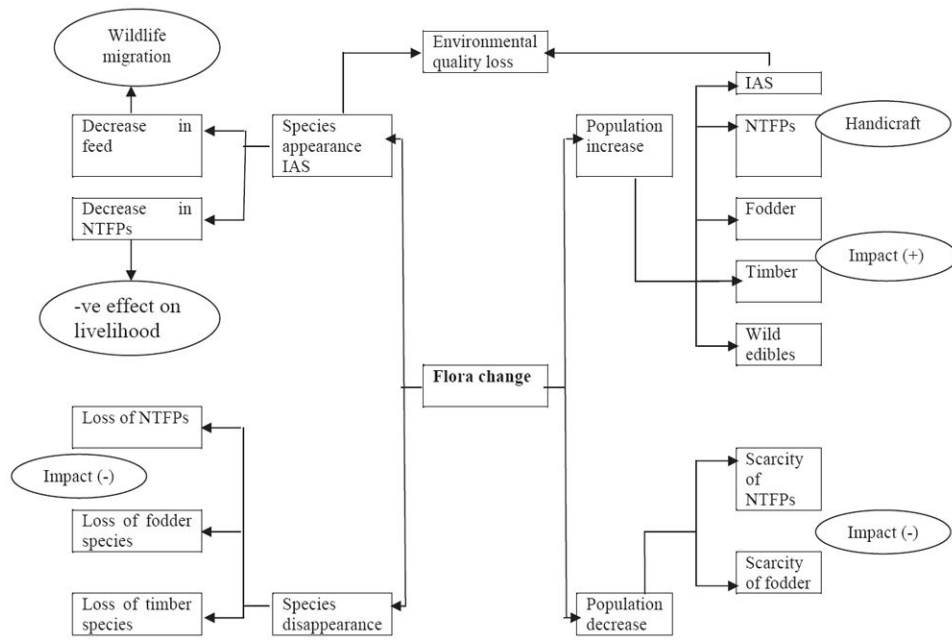 Wildlife
migration
Environmental
quality loss
IAS
Decrease in
feed
Species
appearance
IAS
Population
increase
NTFPs
Handicraft
Decrease in
NTFPs
Fodder
Impact (+)
Timber
-ve effect on
livelihood
Wild
edibles
Flora change
Loss of NTFPs
Impact (-)
Scarcity
of
NTFPs
Loss of fodder
species
Impact (-)
Scarcity
of fodder
Loss of timber
species
Species
disappearance
Population
decrease